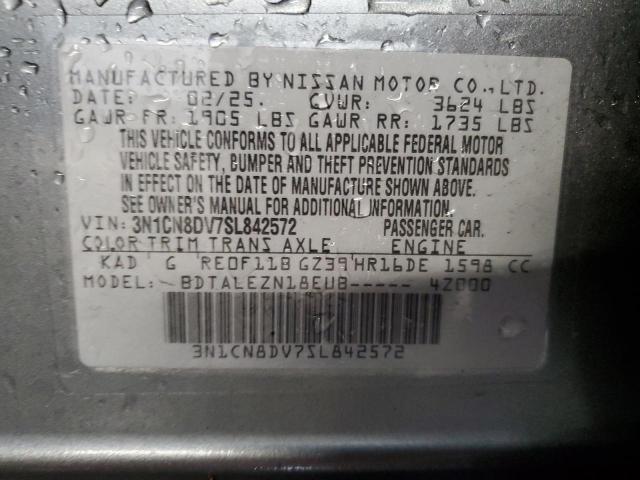 MANUFACTURED BY NISSAN MOTOR CO., LTD.
DATE: 02/25. GVWR: 3624 LBS
GAWR FR: 1905 LBS GAWR RR: 1735 LBS
THIS VEHICLE CONFORMS TO ALL APPLICABLE FEDERAL MOTOR
VEHICLE SAFETY, BUMPER AND THEFT PREVENTION STANDARDS
IN EFFECT ON THE DATE OF MANUFACTURE SHOWN ABOVE.
SEE OWNER'S MANUAL FOR ADDITIONAL INFORMATION.
VIN: 3N1CN8DV7SL842572 PASSENGER CAR.
COLOR TRIM TRANS AXLE ENGINE
KAD G RE0F11B GZ39 HR16DE 1598 CC
MODEL: BDTALEZN18EUB----- 4Z000
3N1CN8DV7SL842572